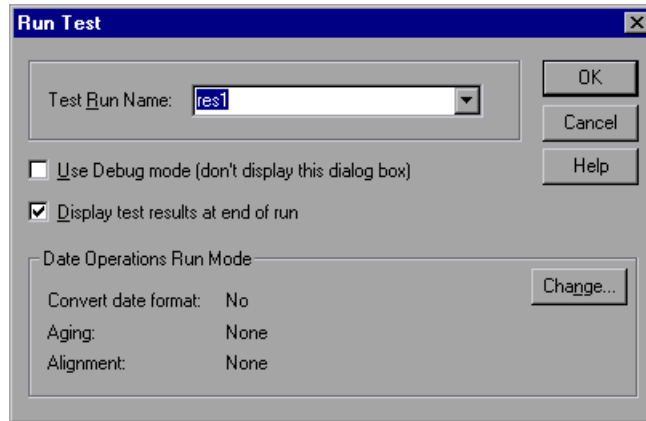 Run Test
Test Run Name: res1
OK
Cancel
Help
Use Debug mode (don't display this dialog box)
Display test results at end of run
Date Operations Run Mode
Change...
Convert date format: No
Aging: None
Alignment: None